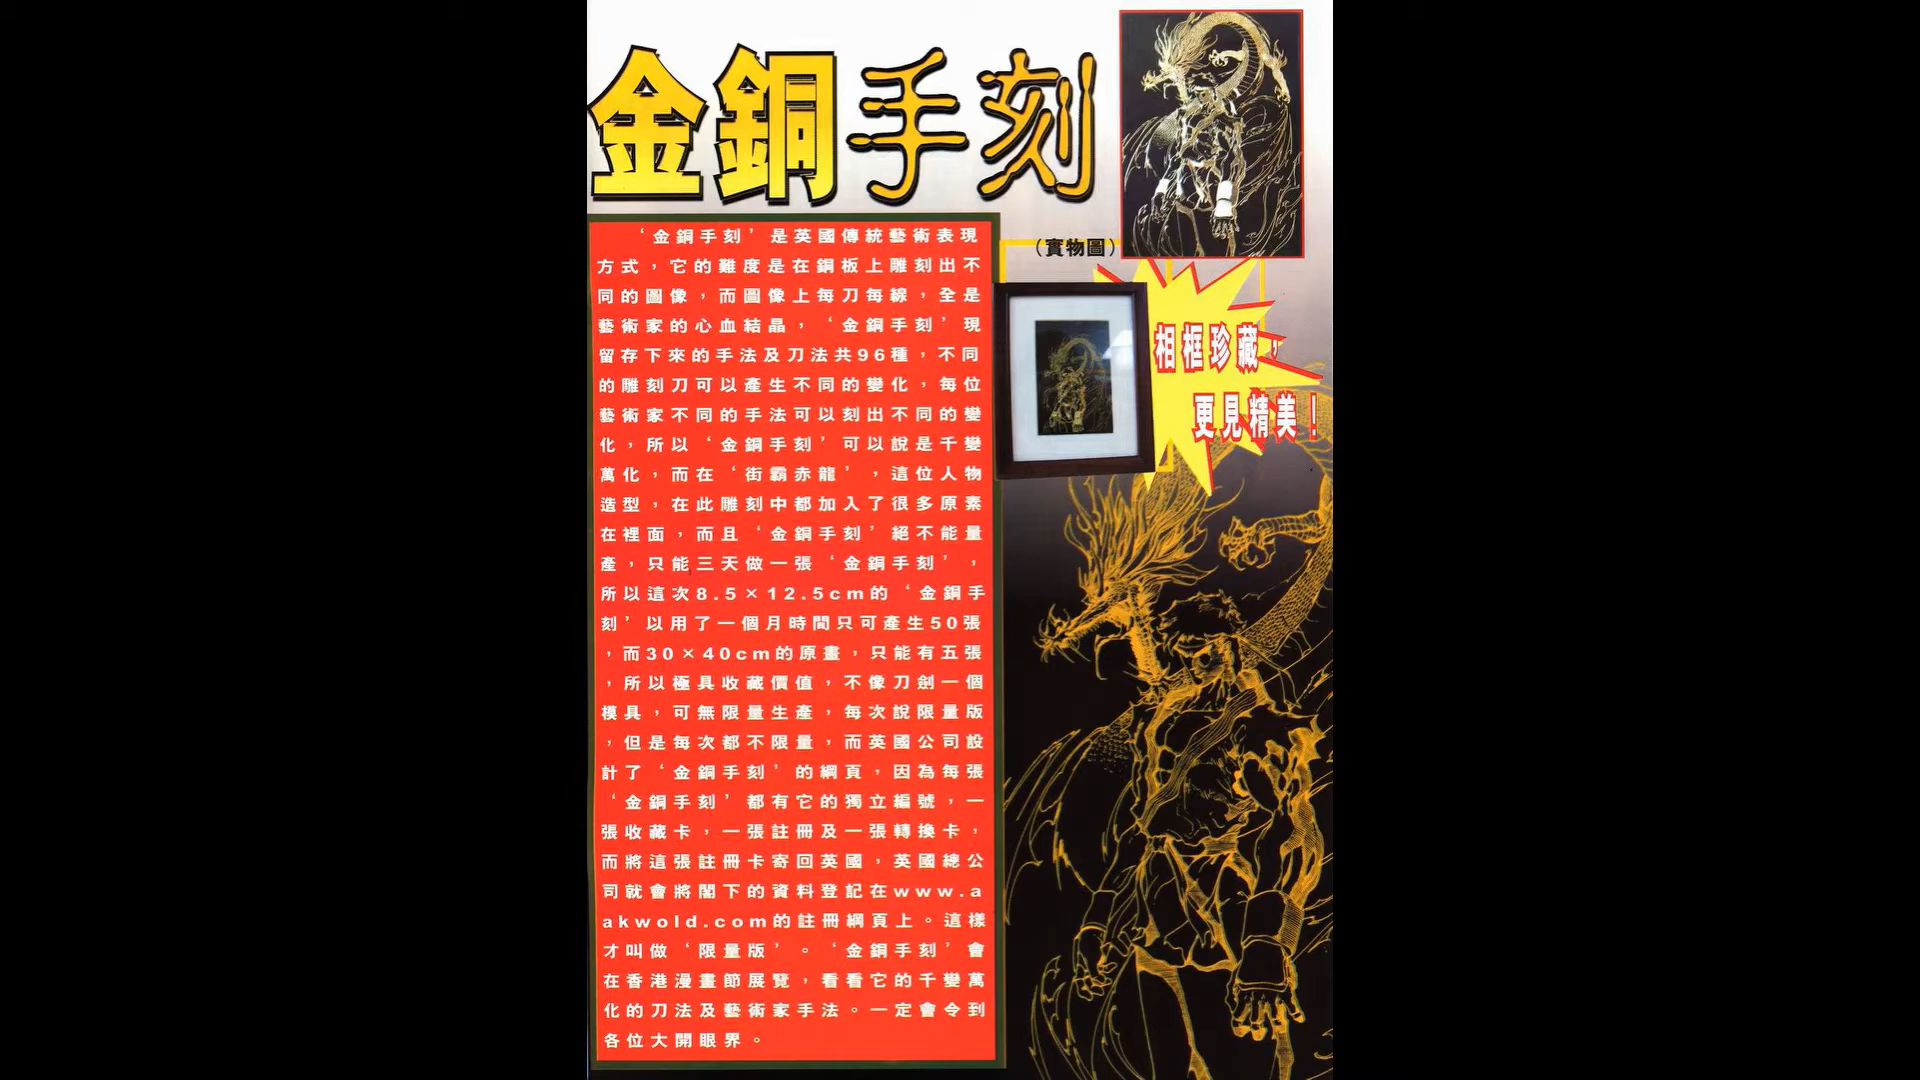 金銅手刻
(實物圖)
相框珍藏，
更見精美！
‘金銅手刻’是英國傳統藝術表現
方式，它的難度是在銅板上雕刻出不
同的圖像，而圖像上每刀每線，全是
藝術家的心血結晶，‘金銅手刻’現
留存下來的手法及刀法共96種，不同
的雕刻刀可以產生不同的變化，每位
藝術家不同的手法可以刻出不同的變
化，所以‘金銅手刻’可以說是千變
萬化，而在‘街霸赤龍’，這位人物
造型，在此雕刻中都加入了很多原素
在裡面，而且‘金銅手刻’絕不能量
產，只能三天做一張‘金銅手刻’，
所以這次8.5×12.5cm的‘金銅手
刻’以用了一個月時間只可產生50張
，而30×40cm的原畫，只能有五張
，所以極具收藏價值，不像刀劍一個
模具，可無限量生產，每次說限量版
，但是每次都不限量，而英國公司設
計了‘金銅手刻’的網頁，因為每張
‘金銅手刻’都有它的獨立編號，一
張收藏卡，一張註冊及一張轉換卡，
而將這張註冊卡寄回英國，英國總公
司就會將閣下的資料登記在www.a
akwold.com的註冊網頁上。這樣
才叫做‘限量版’。‘金銅手刻’會
在香港漫畫節展覽，看看它的千變萬
化的刀法及藝術家手法。一定會令到
各位大開眼界。